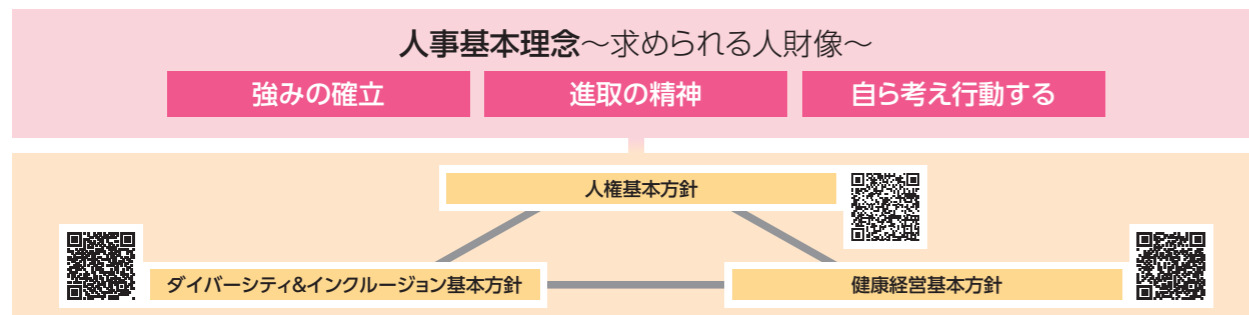 人事基本理念～求められる人財像～
強みの確立
進取の精神
自ら考え行動する
人権基本方針
ダイバーシティ&インクルージョン基本方針
健康経営基本方針